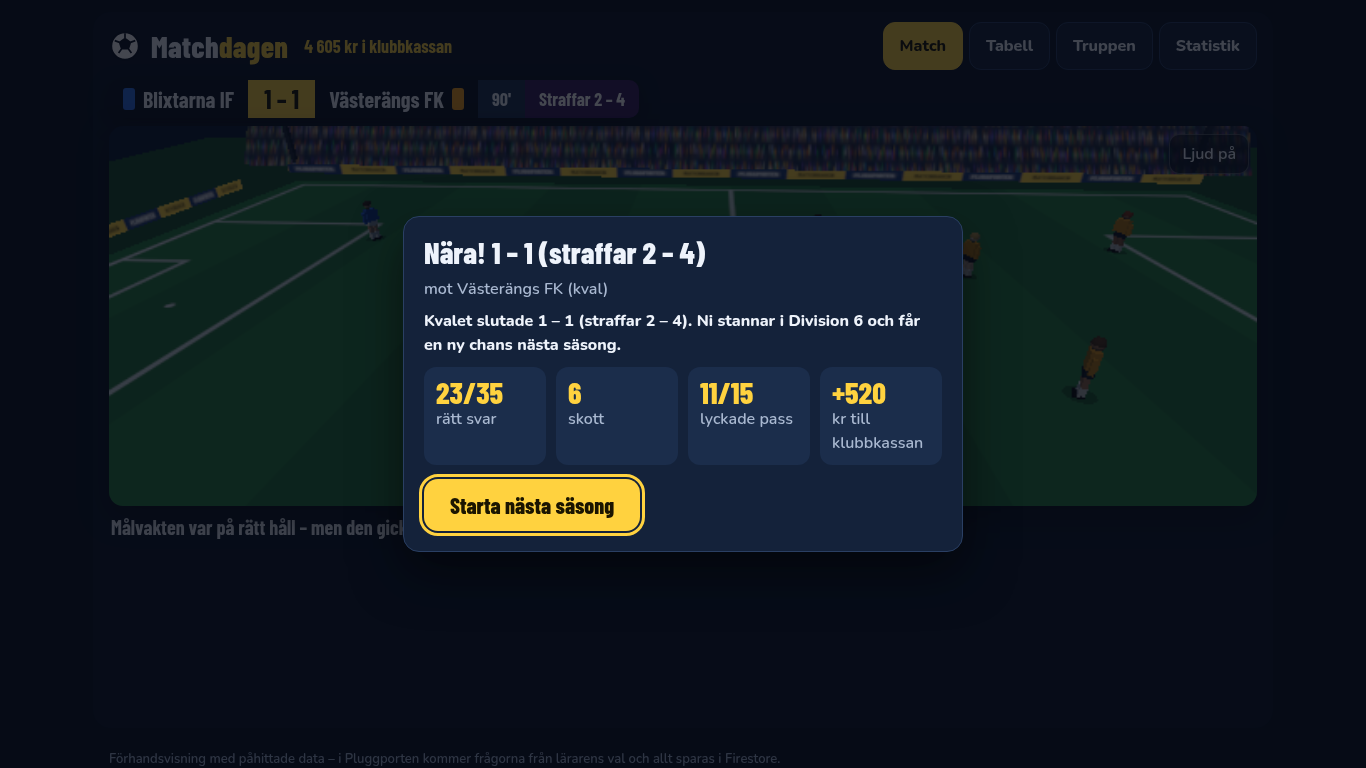 Matchdagen 4 605 kr i klubbkassan Match Tabell Truppen Statistik
Blixtarna IF 1 – 1 Västerängs FK 90' Straffar 2 – 4
Ljud på
Nära! 1 – 1 (straffar 2 – 4)
mot Västerängs FK (kval)
Kvalet slutade 1 – 1 (straffar 2 – 4). Ni stannar i Division 6 och får
en ny chans nästa säsong.
23/35 6 11/15 +520
rätt svar skott lyckade pass kr till
klubbkassan
Starta nästa säsong
Målvakten var på rätt håll – men den gick
Förhandsvisning med påhittade data – i Pluggporten kommer frågorna från lärarens val och allt sparas i Firestore.